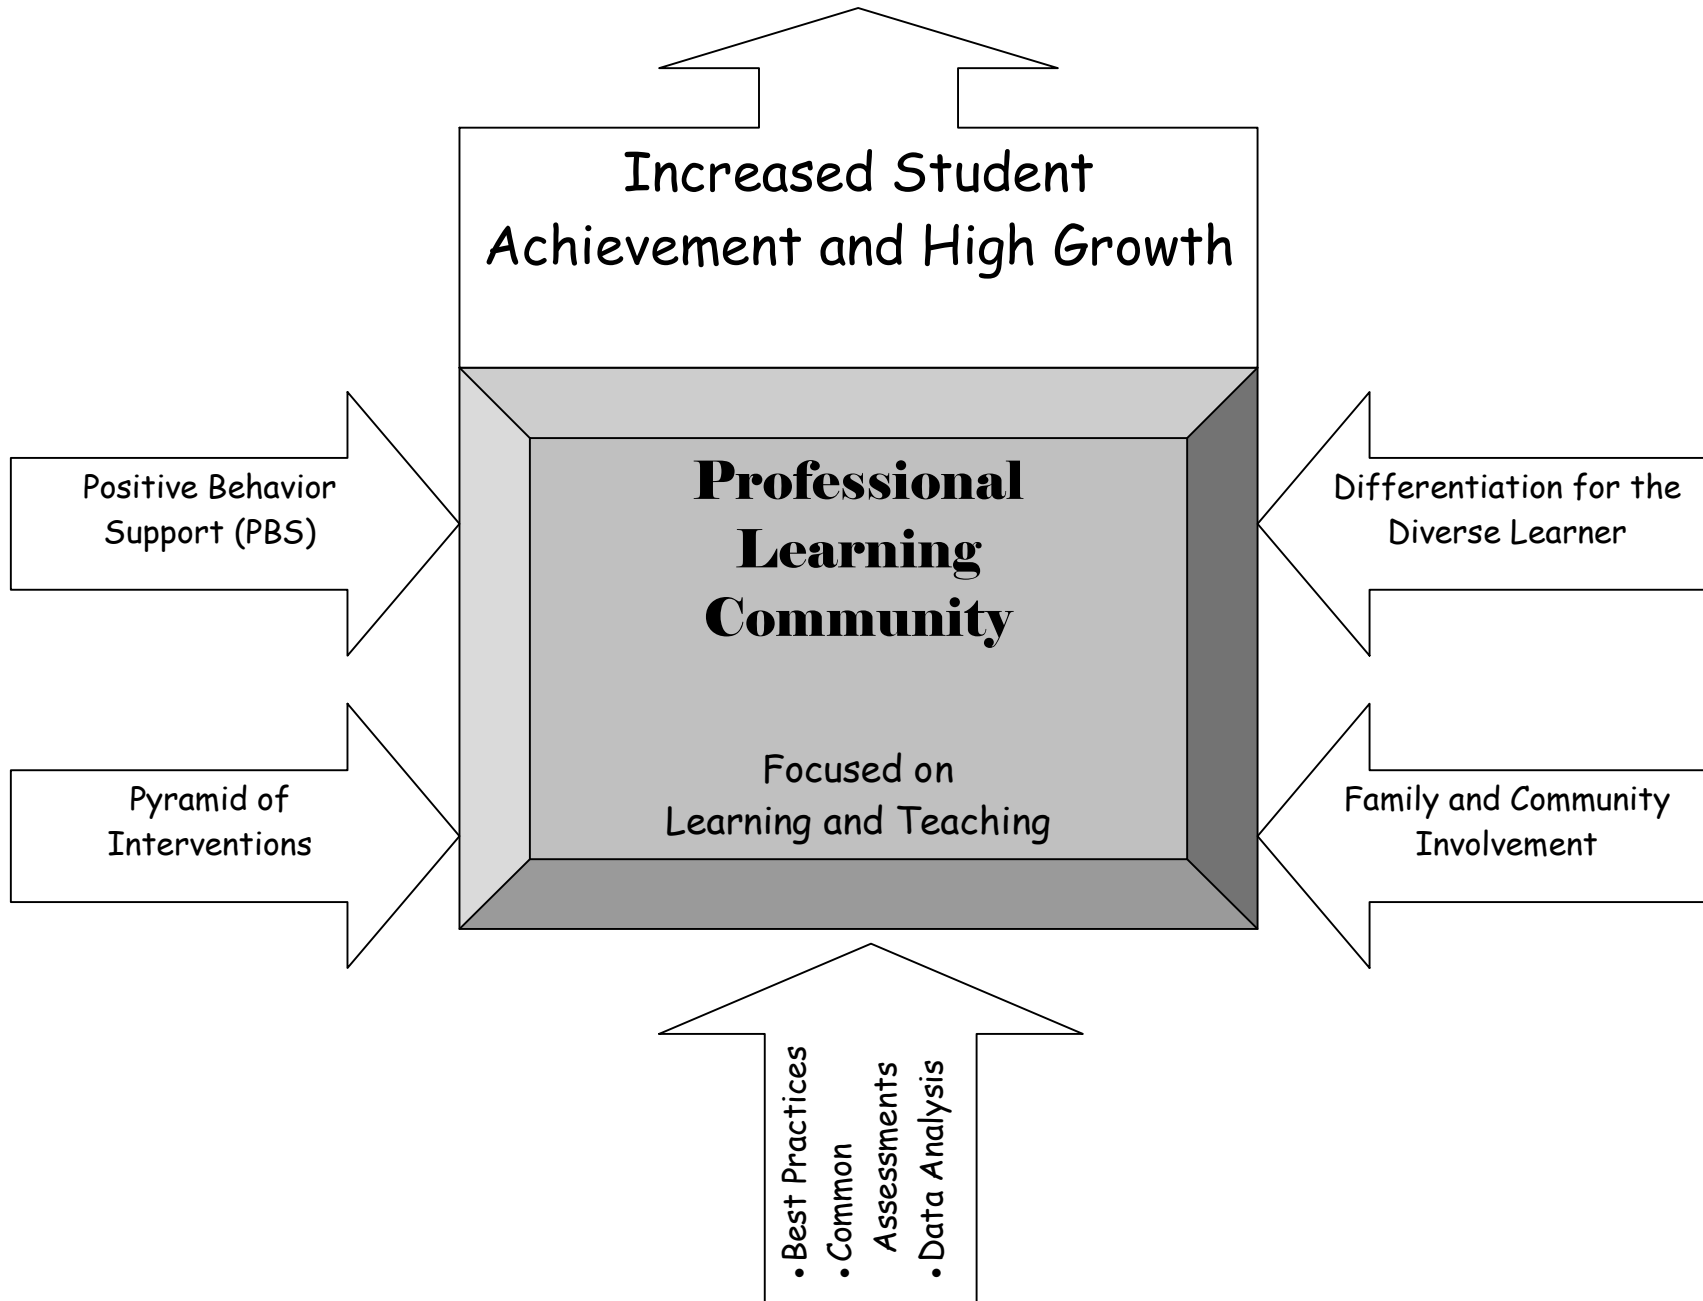 Increased Student
Achievement and High Growth
Positive Behavior
Support (PBS)
Professional
Learning
Community
Differentiation for the
Diverse Learner
Pyramid of
Interventions
Focused on
Learning and Teaching
Family and Community
Involvement
•Best Practices
•Common
Assessments
•Data Analysis